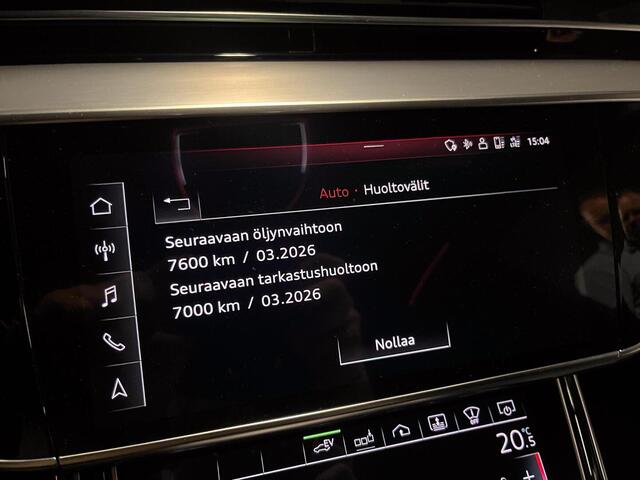 15:04
Auto · Huoltovälit
Seuraavaan öljynvaihtoon
7600 km / 03.2026
Seuraavaan tarkastushuoltoon
7000 km / 03.2026
Nollaa
EV
OFF
20.5 °C
+